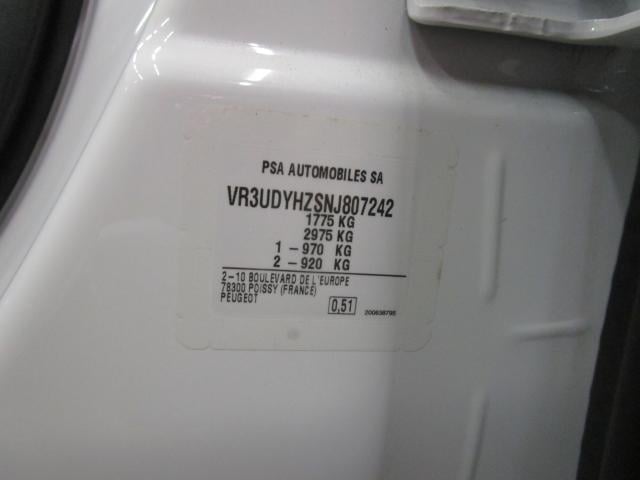 PSA AUTOMOBILES SA
VR3UDYHZSNJ807242
1775 KG
2975 KG
1 - 970 KG
2 - 920 KG
2-10 BOULEVARD DE L'EUROPE
78300 POISSY (FRANCE)
PEUGEOT
0,51
200638795